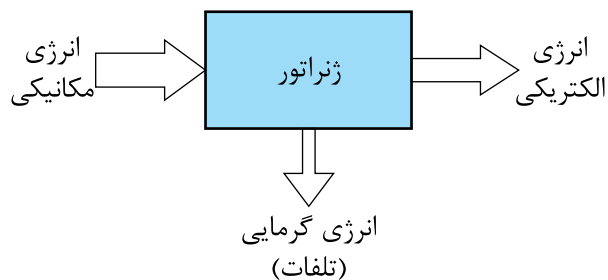 انرژی
مکانیکی
ژنراتور
انرژی
الکتریکی
انرژی گرمایی
(تلفات)